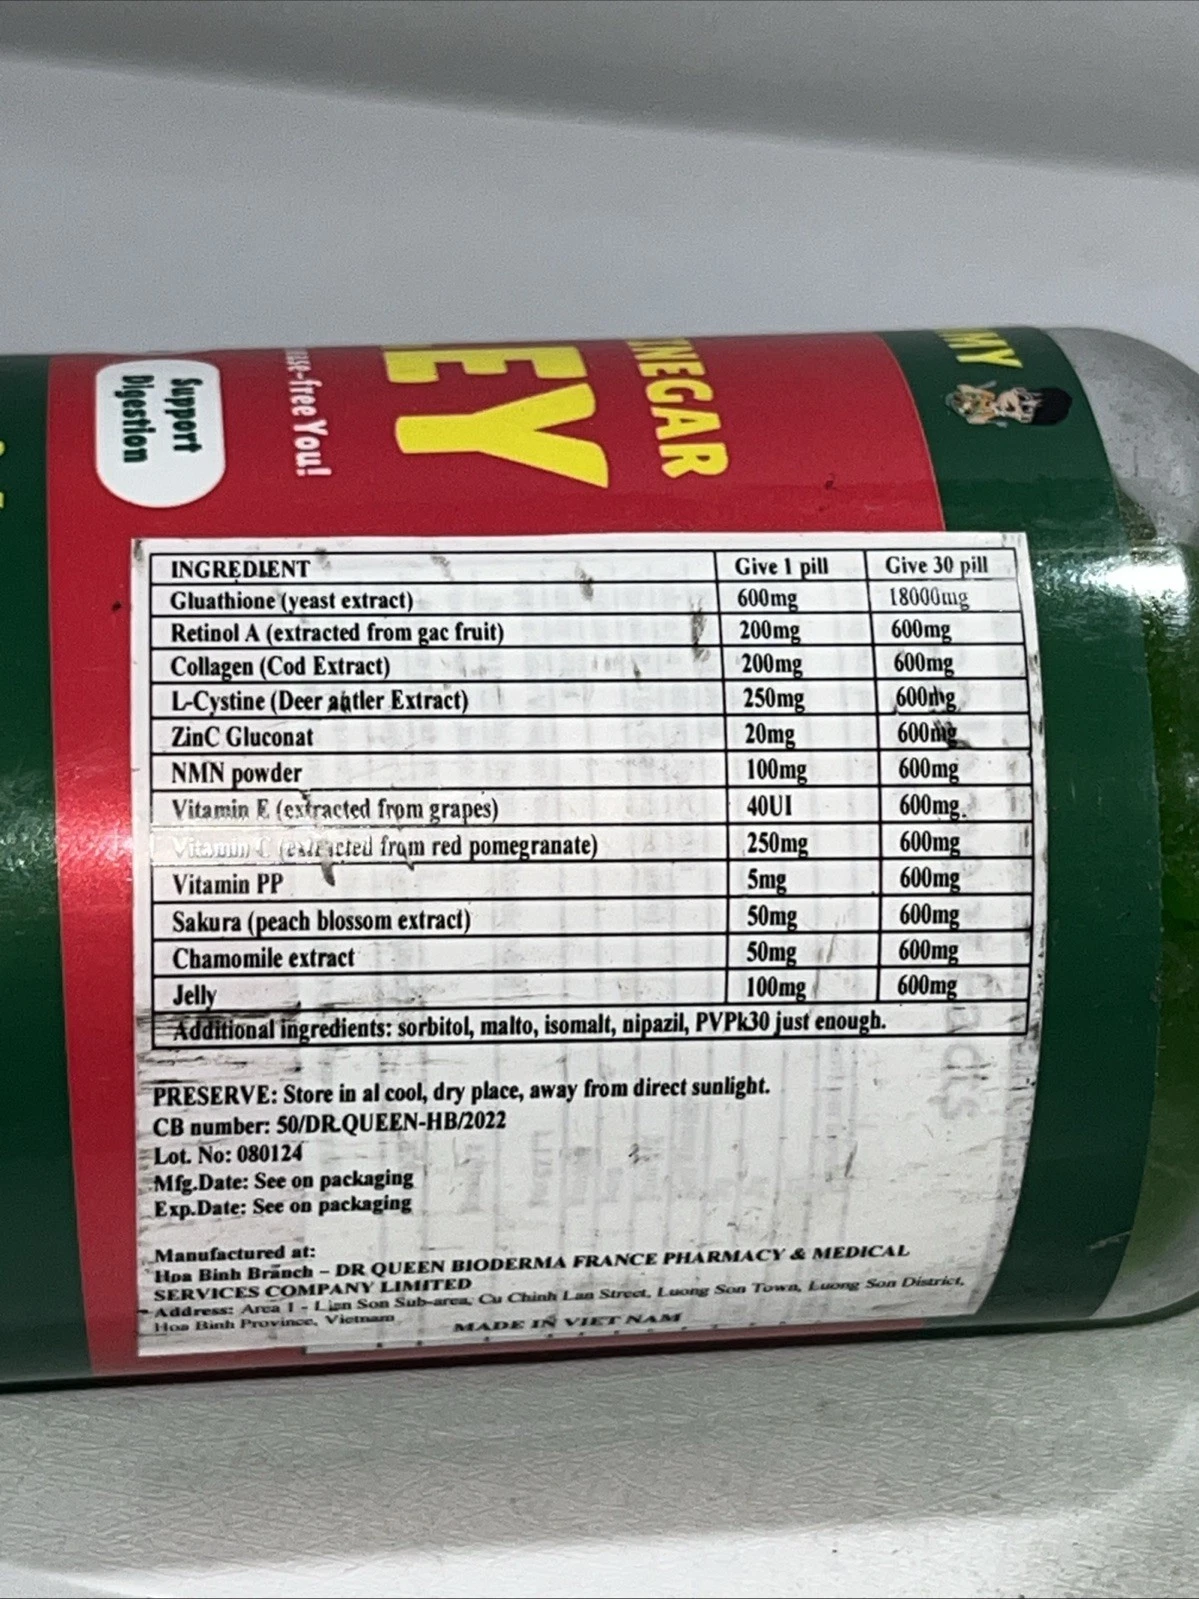 MY
NEGAR
EY
ease-free You!
Support
Digestion
INGREDIENT Give 1 pill Give 30 pill
Gluathione (yeast extract) 600mg 18000mg
Retinol A (extracted from gac fruit) 200mg 600mg
Collagen (Cod Extract) 200mg 600mg
L-Cystine (Deer antler Extract) 250mg 600mg
ZinC Gluconat 20mg 600mg
NMN powder 100mg 600mg
Vitamin E (extracted from grapes) 40UI 600mg
Vitamin C (extracted from red pomegranate) 250mg 600mg
Vitamin PP 5mg 600mg
Sakura (peach blossom extract) 50mg 600mg
Chamomile extract 50mg 600mg
Jelly 100mg 600mg
Additional ingredients: sorbitol, malto, isomalt, nipazil, PVPk30 just enough.
PRESERVE: Store in al cool, dry place, away from direct sunlight.
CB number: 50/DR.QUEEN-HB/2022
Lot. No: 080124
Mfg.Date: See on packaging
Exp.Date: See on packaging
Manufactured at:
Hoa Binh Branch – DR QUEEN BIODERMA FRANCE PHARMACY & MEDICAL
SERVICES COMPANY LIMITED
Address: Area 1 - Lien Son Sub-area, Cu Chinh Lan Street, Luong Son Town, Luong Son District,
Hoa Binh Province, Vietnam
MADE IN VIET NAM